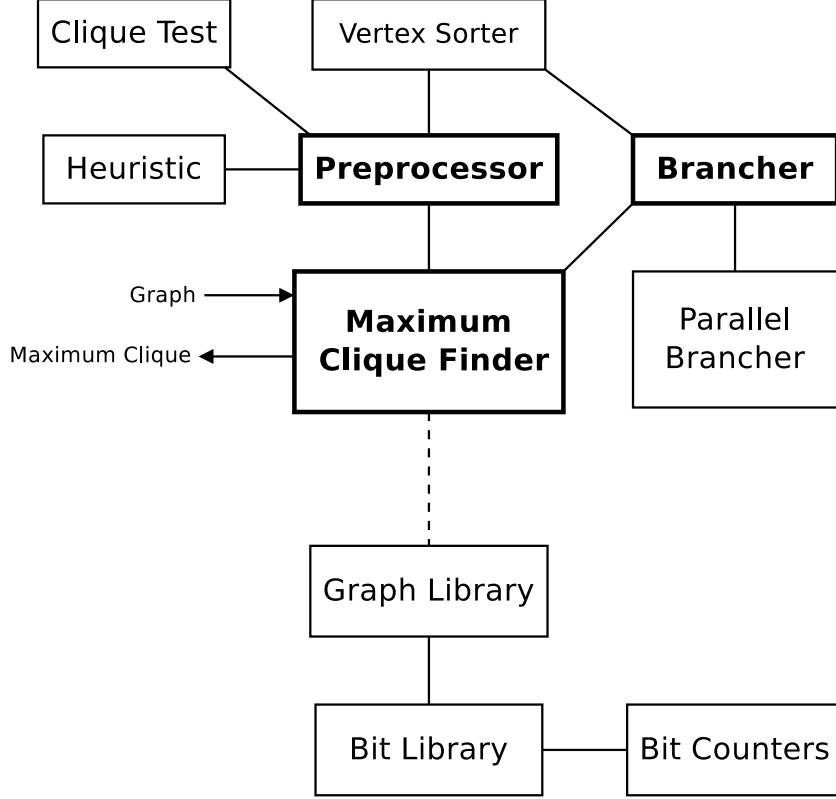 Clique Test
Vertex Sorter
Heuristic
Preprocessor
Brancher
Graph
Maximum Clique
Maximum
Clique Finder
Parallel
Brancher
Graph Library
Bit Library
Bit Counters